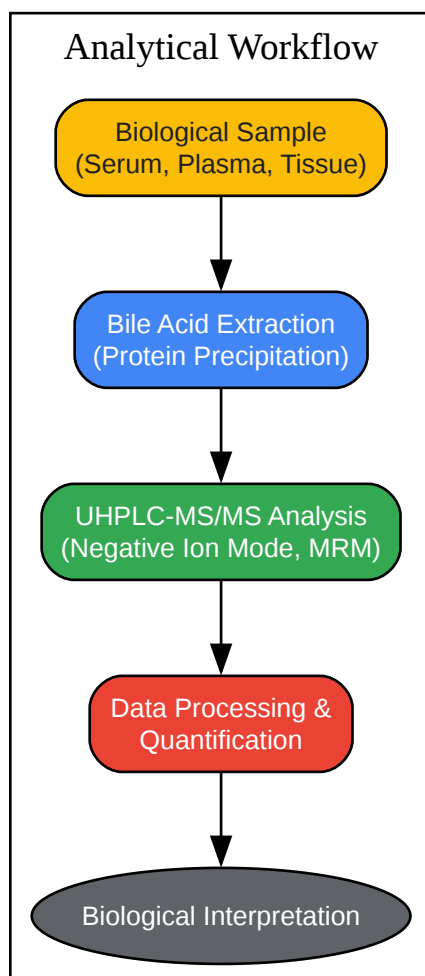 Analytical Workflow
Biological Sample
(Serum, Plasma, Tissue)
Bile Acid Extraction
(Protein Precipitation)
UHPLC-MS/MS Analysis
(Negative Ion Mode, MRM)
Data Processing &
Quantification
Biological Interpretation